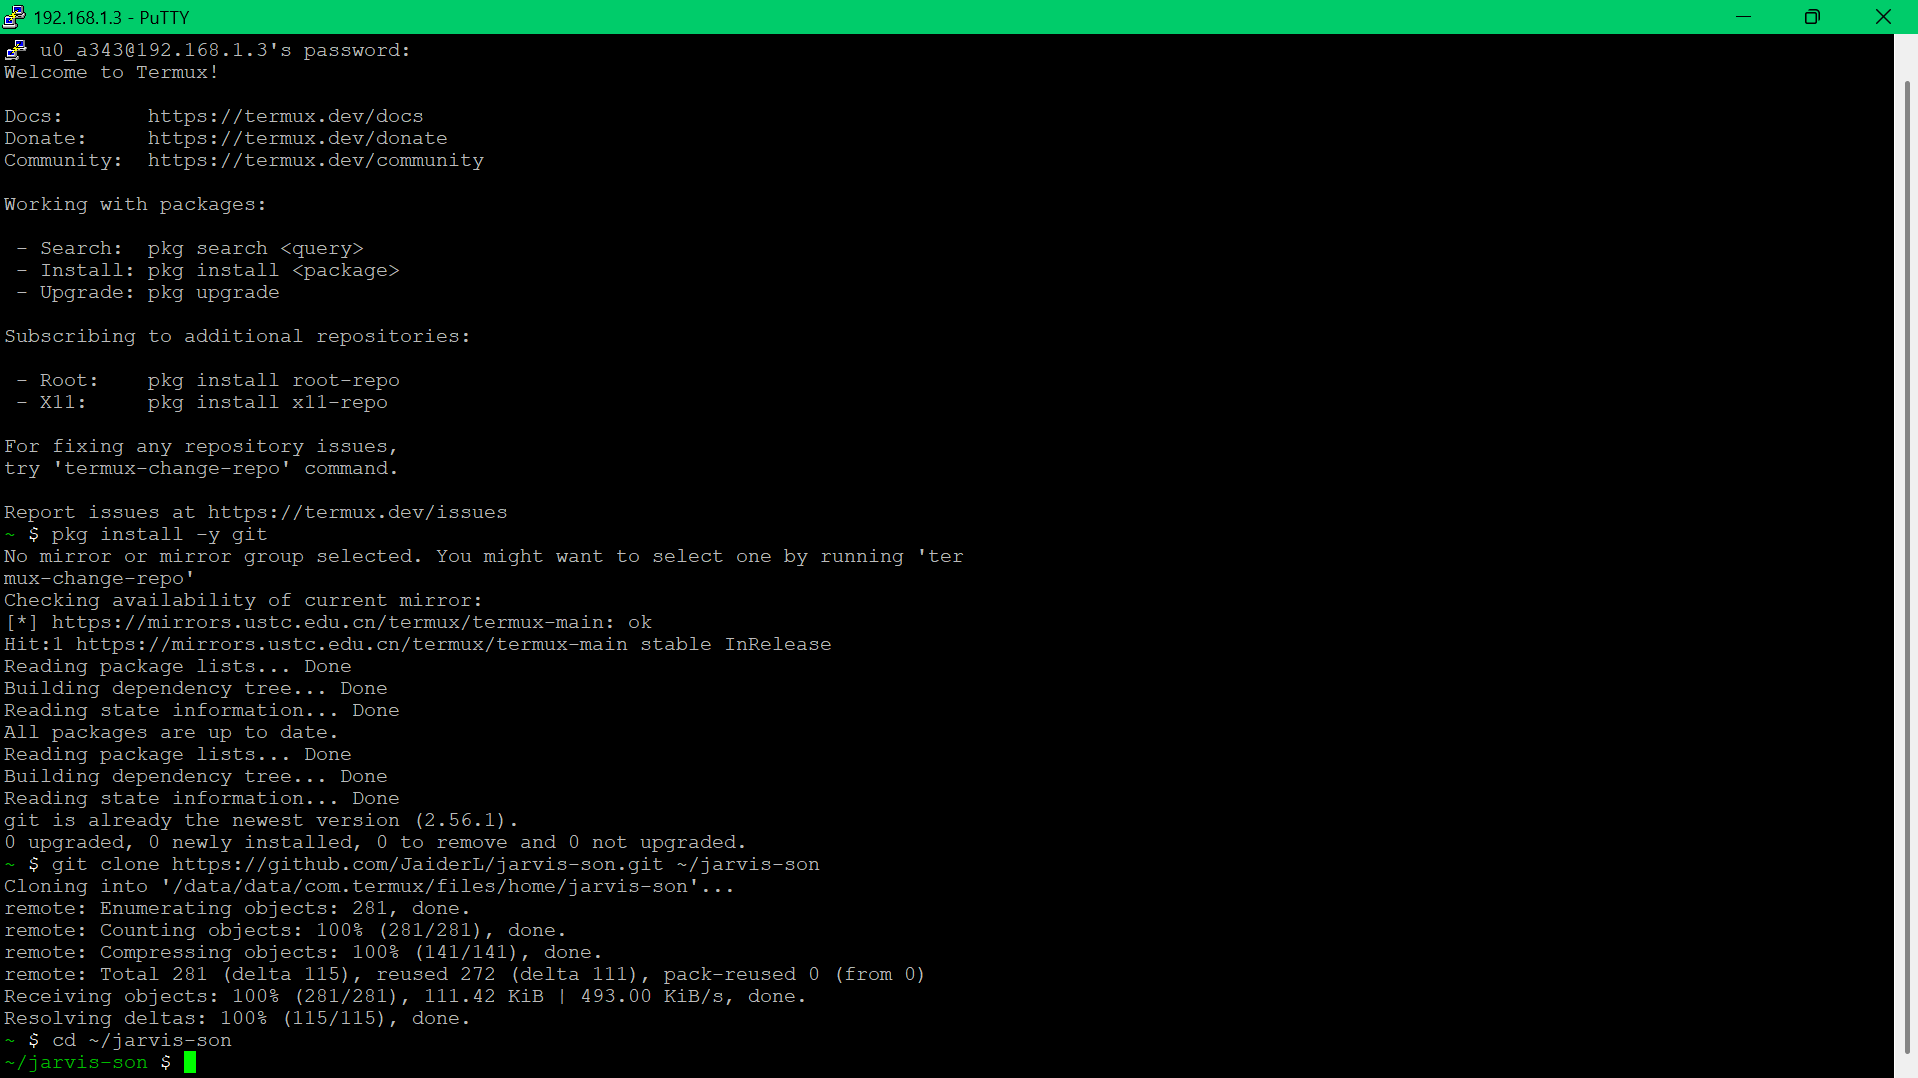 192.168.1.3 - PuTTY
u0_a343@192.168.1.3's password:
Welcome to Termux!
Docs:       https://termux.dev/docs
Donate:     https://termux.dev/donate
Community:  https://termux.dev/community
Working with packages:
 - Search:  pkg search <query>
 - Install: pkg install <package>
 - Upgrade: pkg upgrade
Subscribing to additional repositories:
 - Root:    pkg install root-repo
 - X11:     pkg install x11-repo
For fixing any repository issues,
try 'termux-change-repo' command.
Report issues at https://termux.dev/issues
~ $ pkg install -y git
No mirror or mirror group selected. You might want to select one by running 'ter
mux-change-repo'
Checking availability of current mirror:
[*] https://mirrors.ustc.edu.cn/termux/termux-main: ok
Hit:1 https://mirrors.ustc.edu.cn/termux/termux-main stable InRelease
Reading package lists... Done
Building dependency tree... Done
Reading state information... Done
All packages are up to date.
Reading package lists... Done
Building dependency tree... Done
Reading state information... Done
git is already the newest version (2.56.1).
0 upgraded, 0 newly installed, 0 to remove and 0 not upgraded.
~ $ git clone https://github.com/JaiderL/jarvis-son.git ~/jarvis-son
Cloning into '/data/data/com.termux/files/home/jarvis-son'...
remote: Enumerating objects: 281, done.
remote: Counting objects: 100% (281/281), done.
remote: Compressing objects: 100% (141/141), done.
remote: Total 281 (delta 115), reused 272 (delta 111), pack-reused 0 (from 0)
Receiving objects: 100% (281/281), 111.42 KiB | 493.00 KiB/s, done.
Resolving deltas: 100% (115/115), done.
~ $ cd ~/jarvis-son
~/jarvis-son $